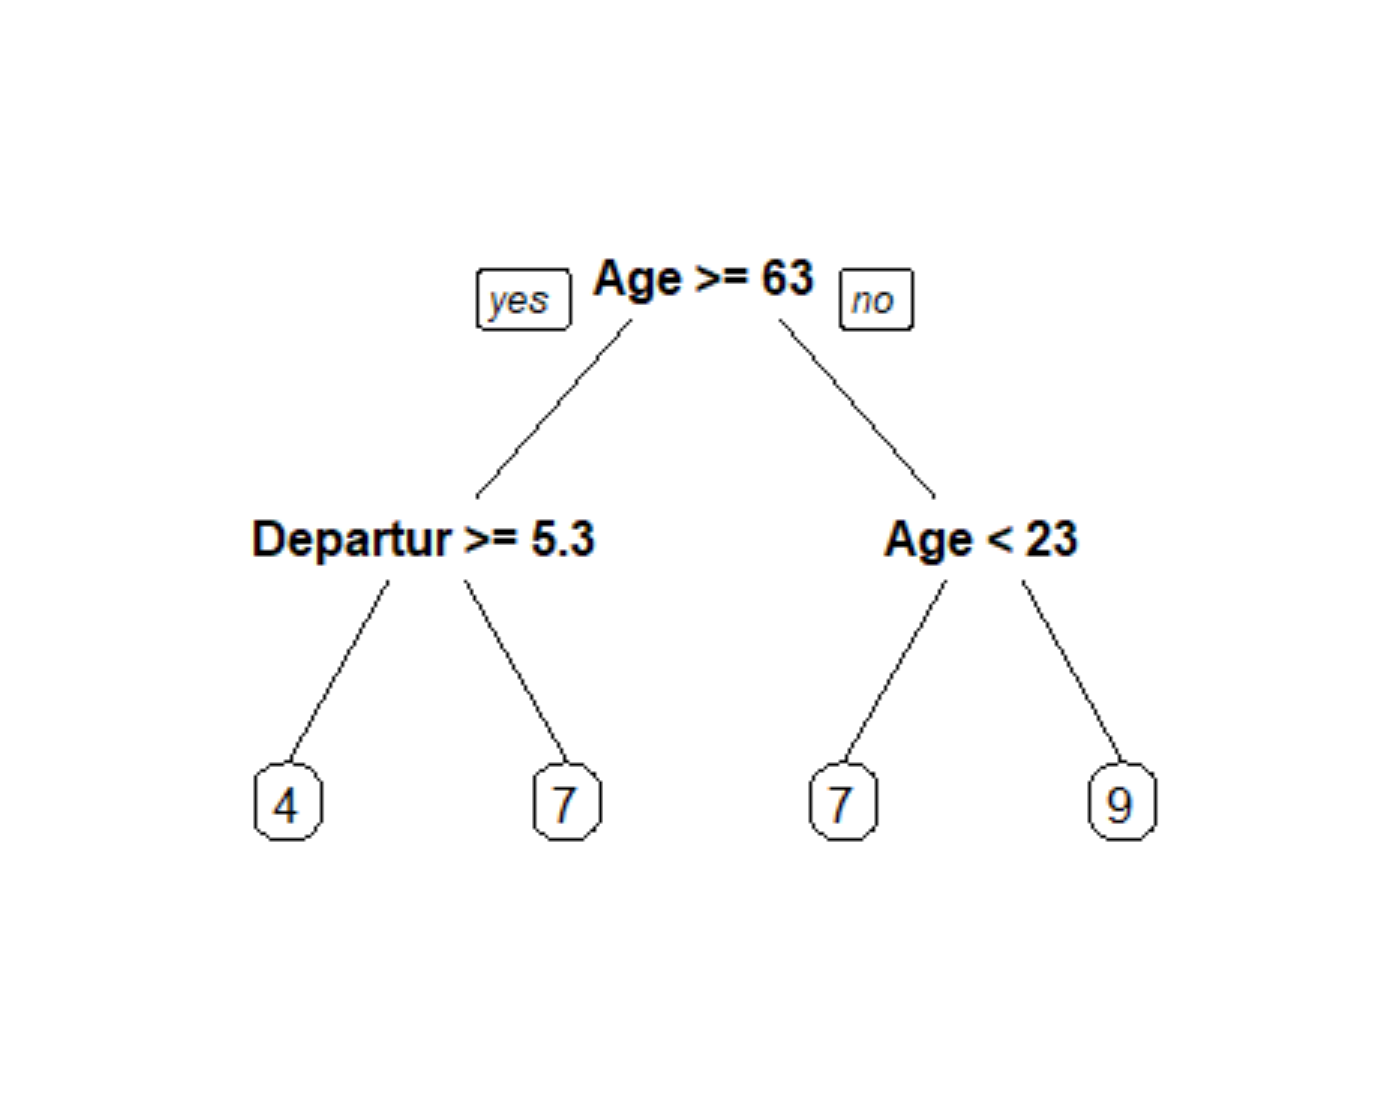 yes Age >= 63 no
Departur >= 5.3 Age < 23
4 7 7 9